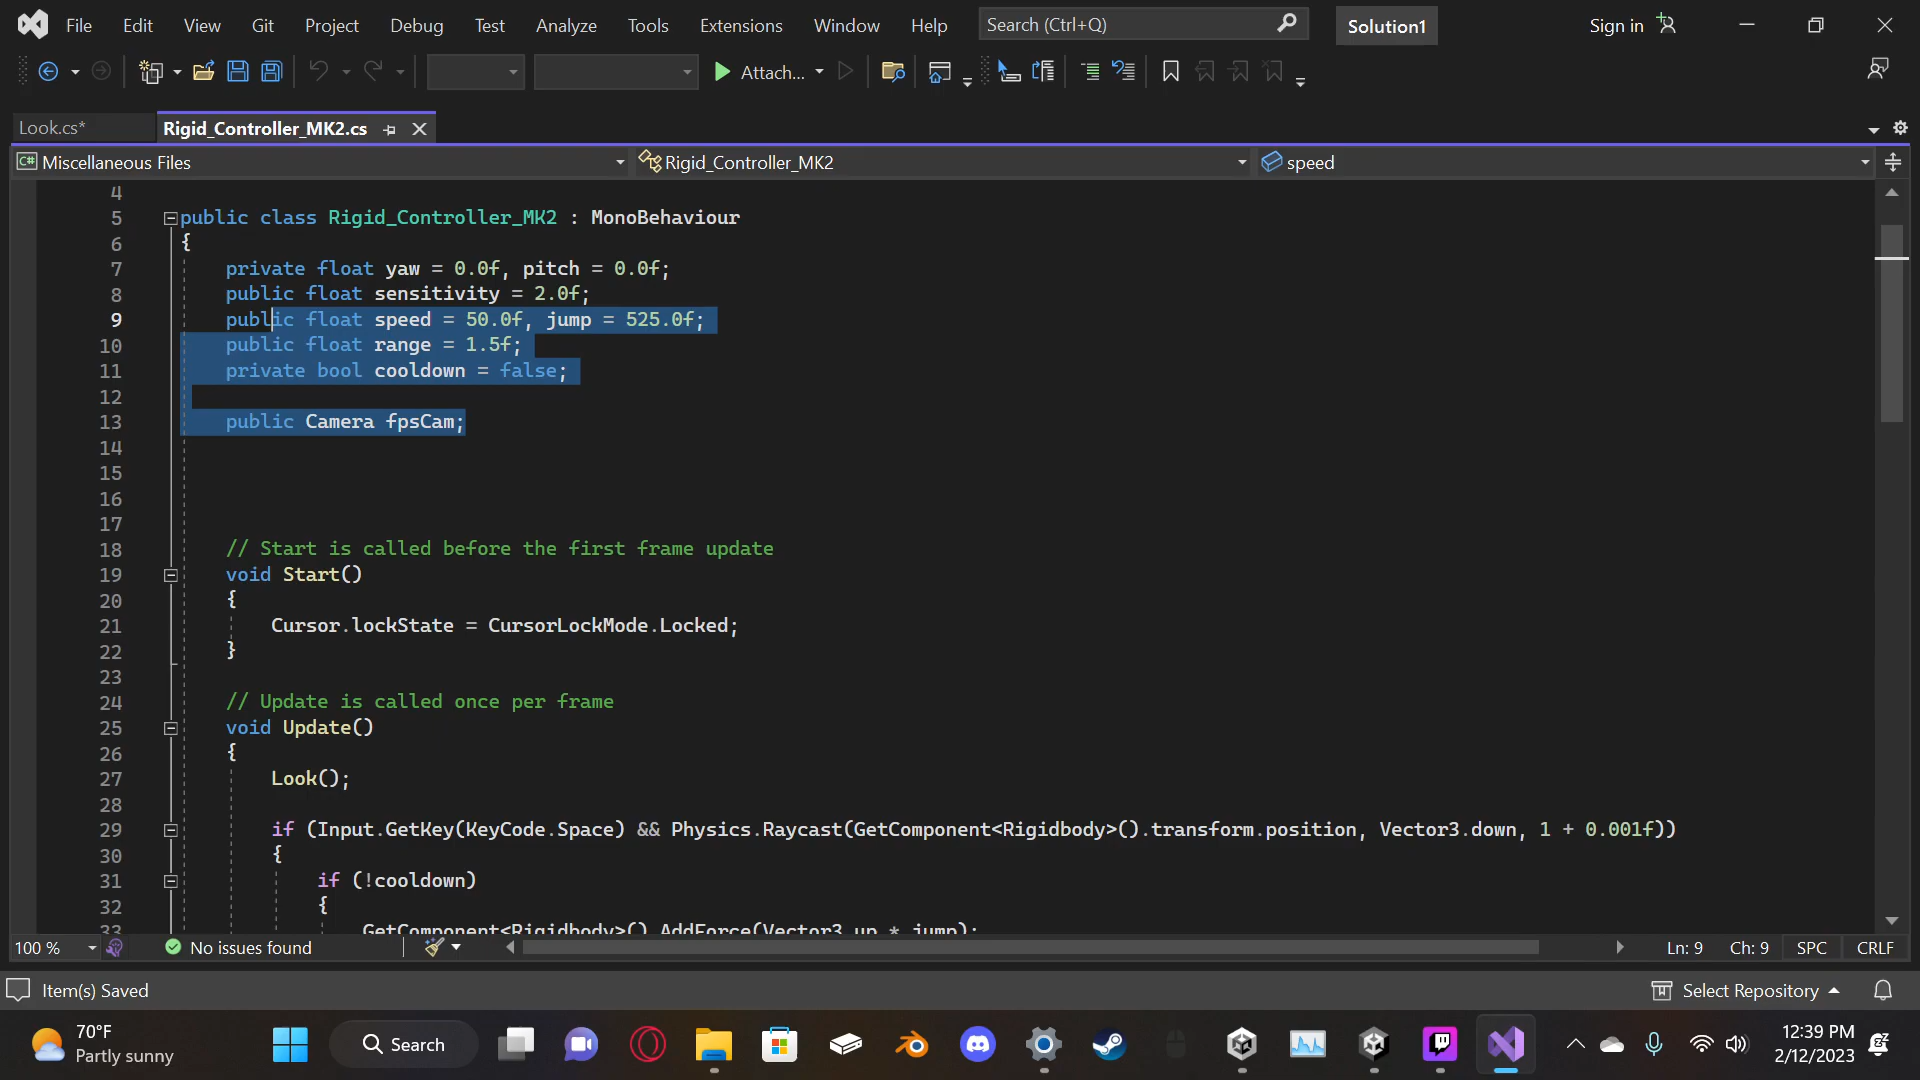 File Edit View Git Project Debug Test Analyze Tools Extensions Window Help Search (Ctrl+Q) Solution1 Sign in
Attach...
Look.cs* Rigid_Controller_MK2.cs
C# Miscellaneous Files Rigid_Controller_MK2 speed
4
5 public class Rigid_Controller_MK2 : MonoBehaviour
6 {
7 private float yaw = 0.0f, pitch = 0.0f;
8 public float sensitivity = 2.0f;
9 public float speed = 50.0f, jump = 525.0f;
10 public float range = 1.5f;
11 private bool cooldown = false;
12
13 public Camera fpsCam;
14
15
16
17
18 // Start is called before the first frame update
19 void Start()
20 {
21 Cursor.lockState = CursorLockMode.Locked;
22 }
23
24 // Update is called once per frame
25 void Update()
26 {
27 Look();
28
29 if (Input.GetKey(KeyCode.Space) && Physics.Raycast(GetComponent<Rigidbody>().transform.position, Vector3.down, 1 + 0.001f))
30 {
31 if (!cooldown)
32 {
33 GetComponent<Rigidbody>().AddForce(Vector3.up * jump);
100 % No issues found Ln: 9 Ch: 9 SPC CRLF
Item(s) Saved Select Repository
70°F
Partly sunny
Search
12:39 PM
2/12/2023